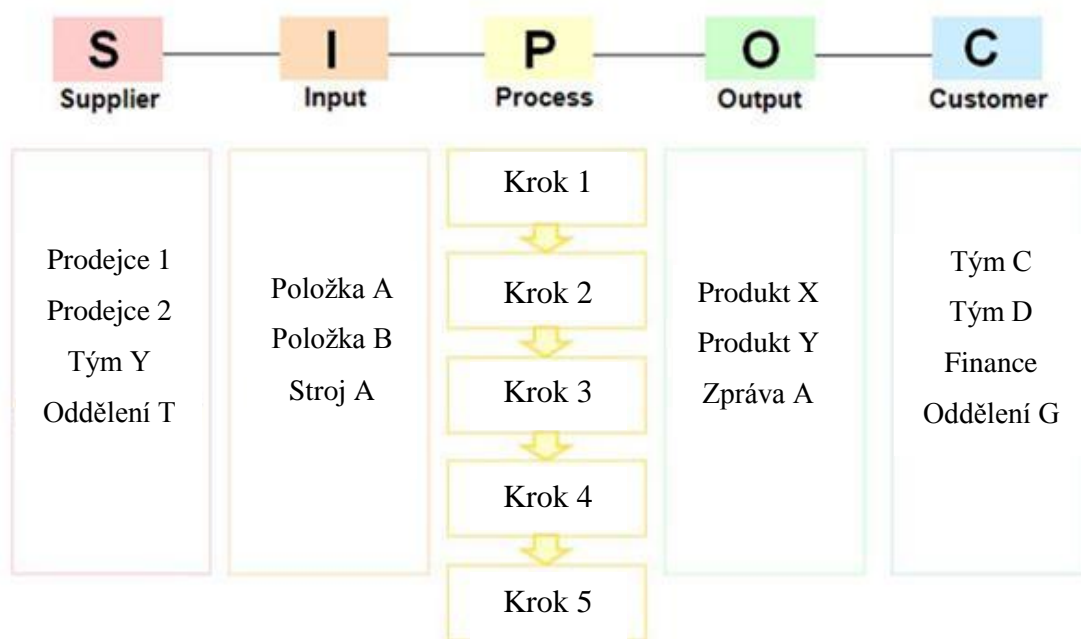 S
I
P
O
C
Supplier
Input
Process
Output
Customer
Prodejce 1
Prodejce 2
Tým Y
Oddělení T
Položka A
Položka B
Stroj A
Krok 1
Krok 2
Krok 3
Krok 4
Krok 5
Produkt X
Produkt Y
Zpráva A
Tým C
Tým D
Finance
Oddělení G